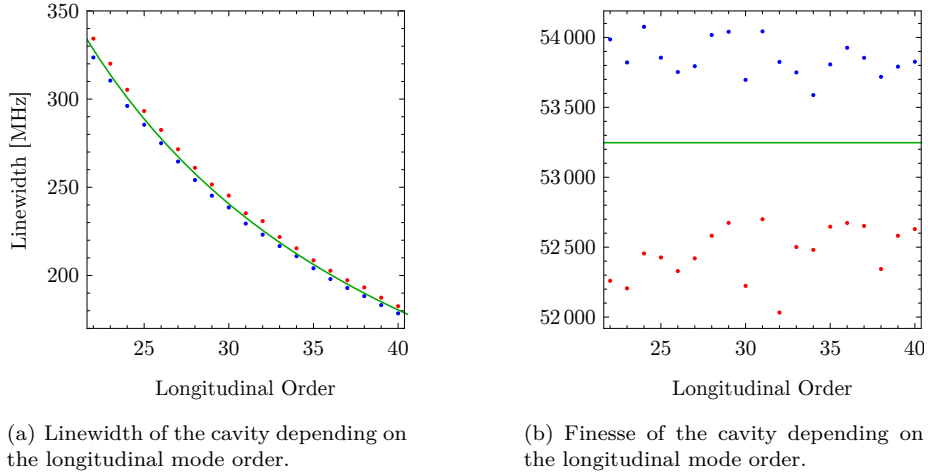 350
300
250
200
25
30
35
40
Linewidth [MHz]
Longitudinal Order
54 000
53 500
53 000
52 500
52 000
25
30
35
40
Longitudinal Order
(a) Linewidth of the cavity depending on
the longitudinal mode order.
(b) Finesse of the cavity depending on
the longitudinal mode order.